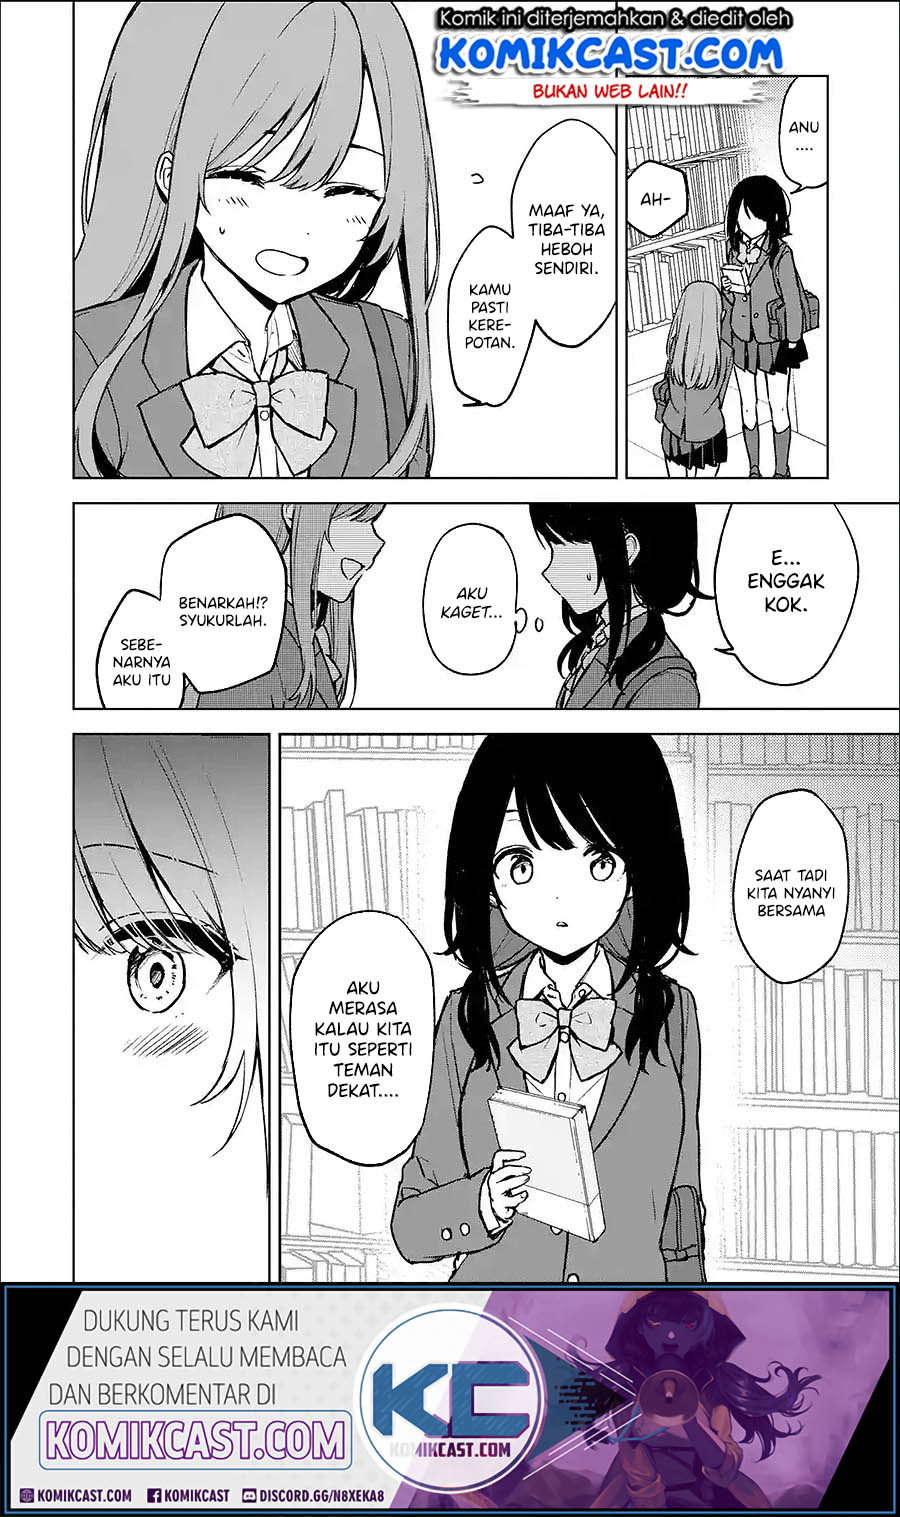 Komik ini diterjemahkan & diedit oleh
KOMIKCAST.COM
BUKAN WEB LAIN!!
ANU
....
AH-
MAAF YA,
TIBA-TIBA
HEBOH
SENDIRI.
KAMU
PASTI
KERE-
POTAN.
E...
ENGGAK
KOK.
AKU
KAGET...
BENARKAH!?
SYUKURLAH.
SEBE-
NARNYA
AKU ITU
SAAT TADI
KITA NYANYI
BERSAMA
AKU
MERASA
KALAU KITA
ITU SEPERTI
TEMAN
DEKAT....
DUKUNG TERUS KAMI
DENGAN SELALU MEMBACA
DAN BERKOMENTAR DI
KOMIKCAST.COM
KC
KOMIKCAST.COM
KOMIKCAST.COM
KOMIKCAST
DISCORD.GG/N8XEKA8